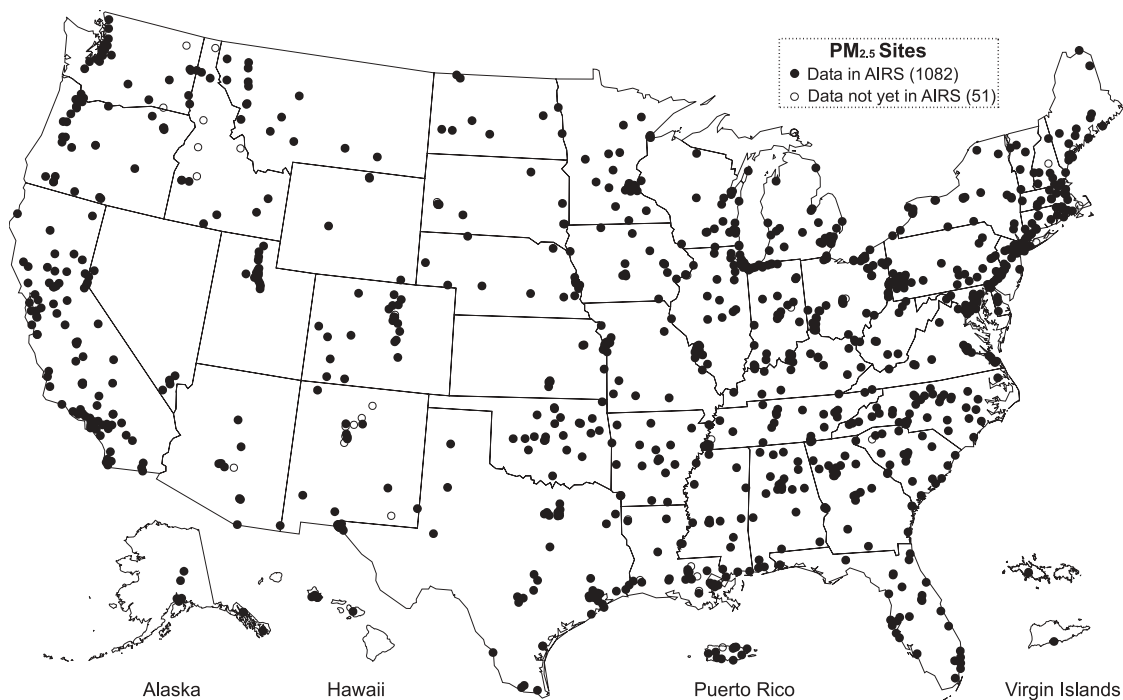 PM2.5 Sites
Data in AIRS (1082)
Data not yet in AIRS (51)
Alaska
Hawaii
Puerto Rico
Virgin Islands